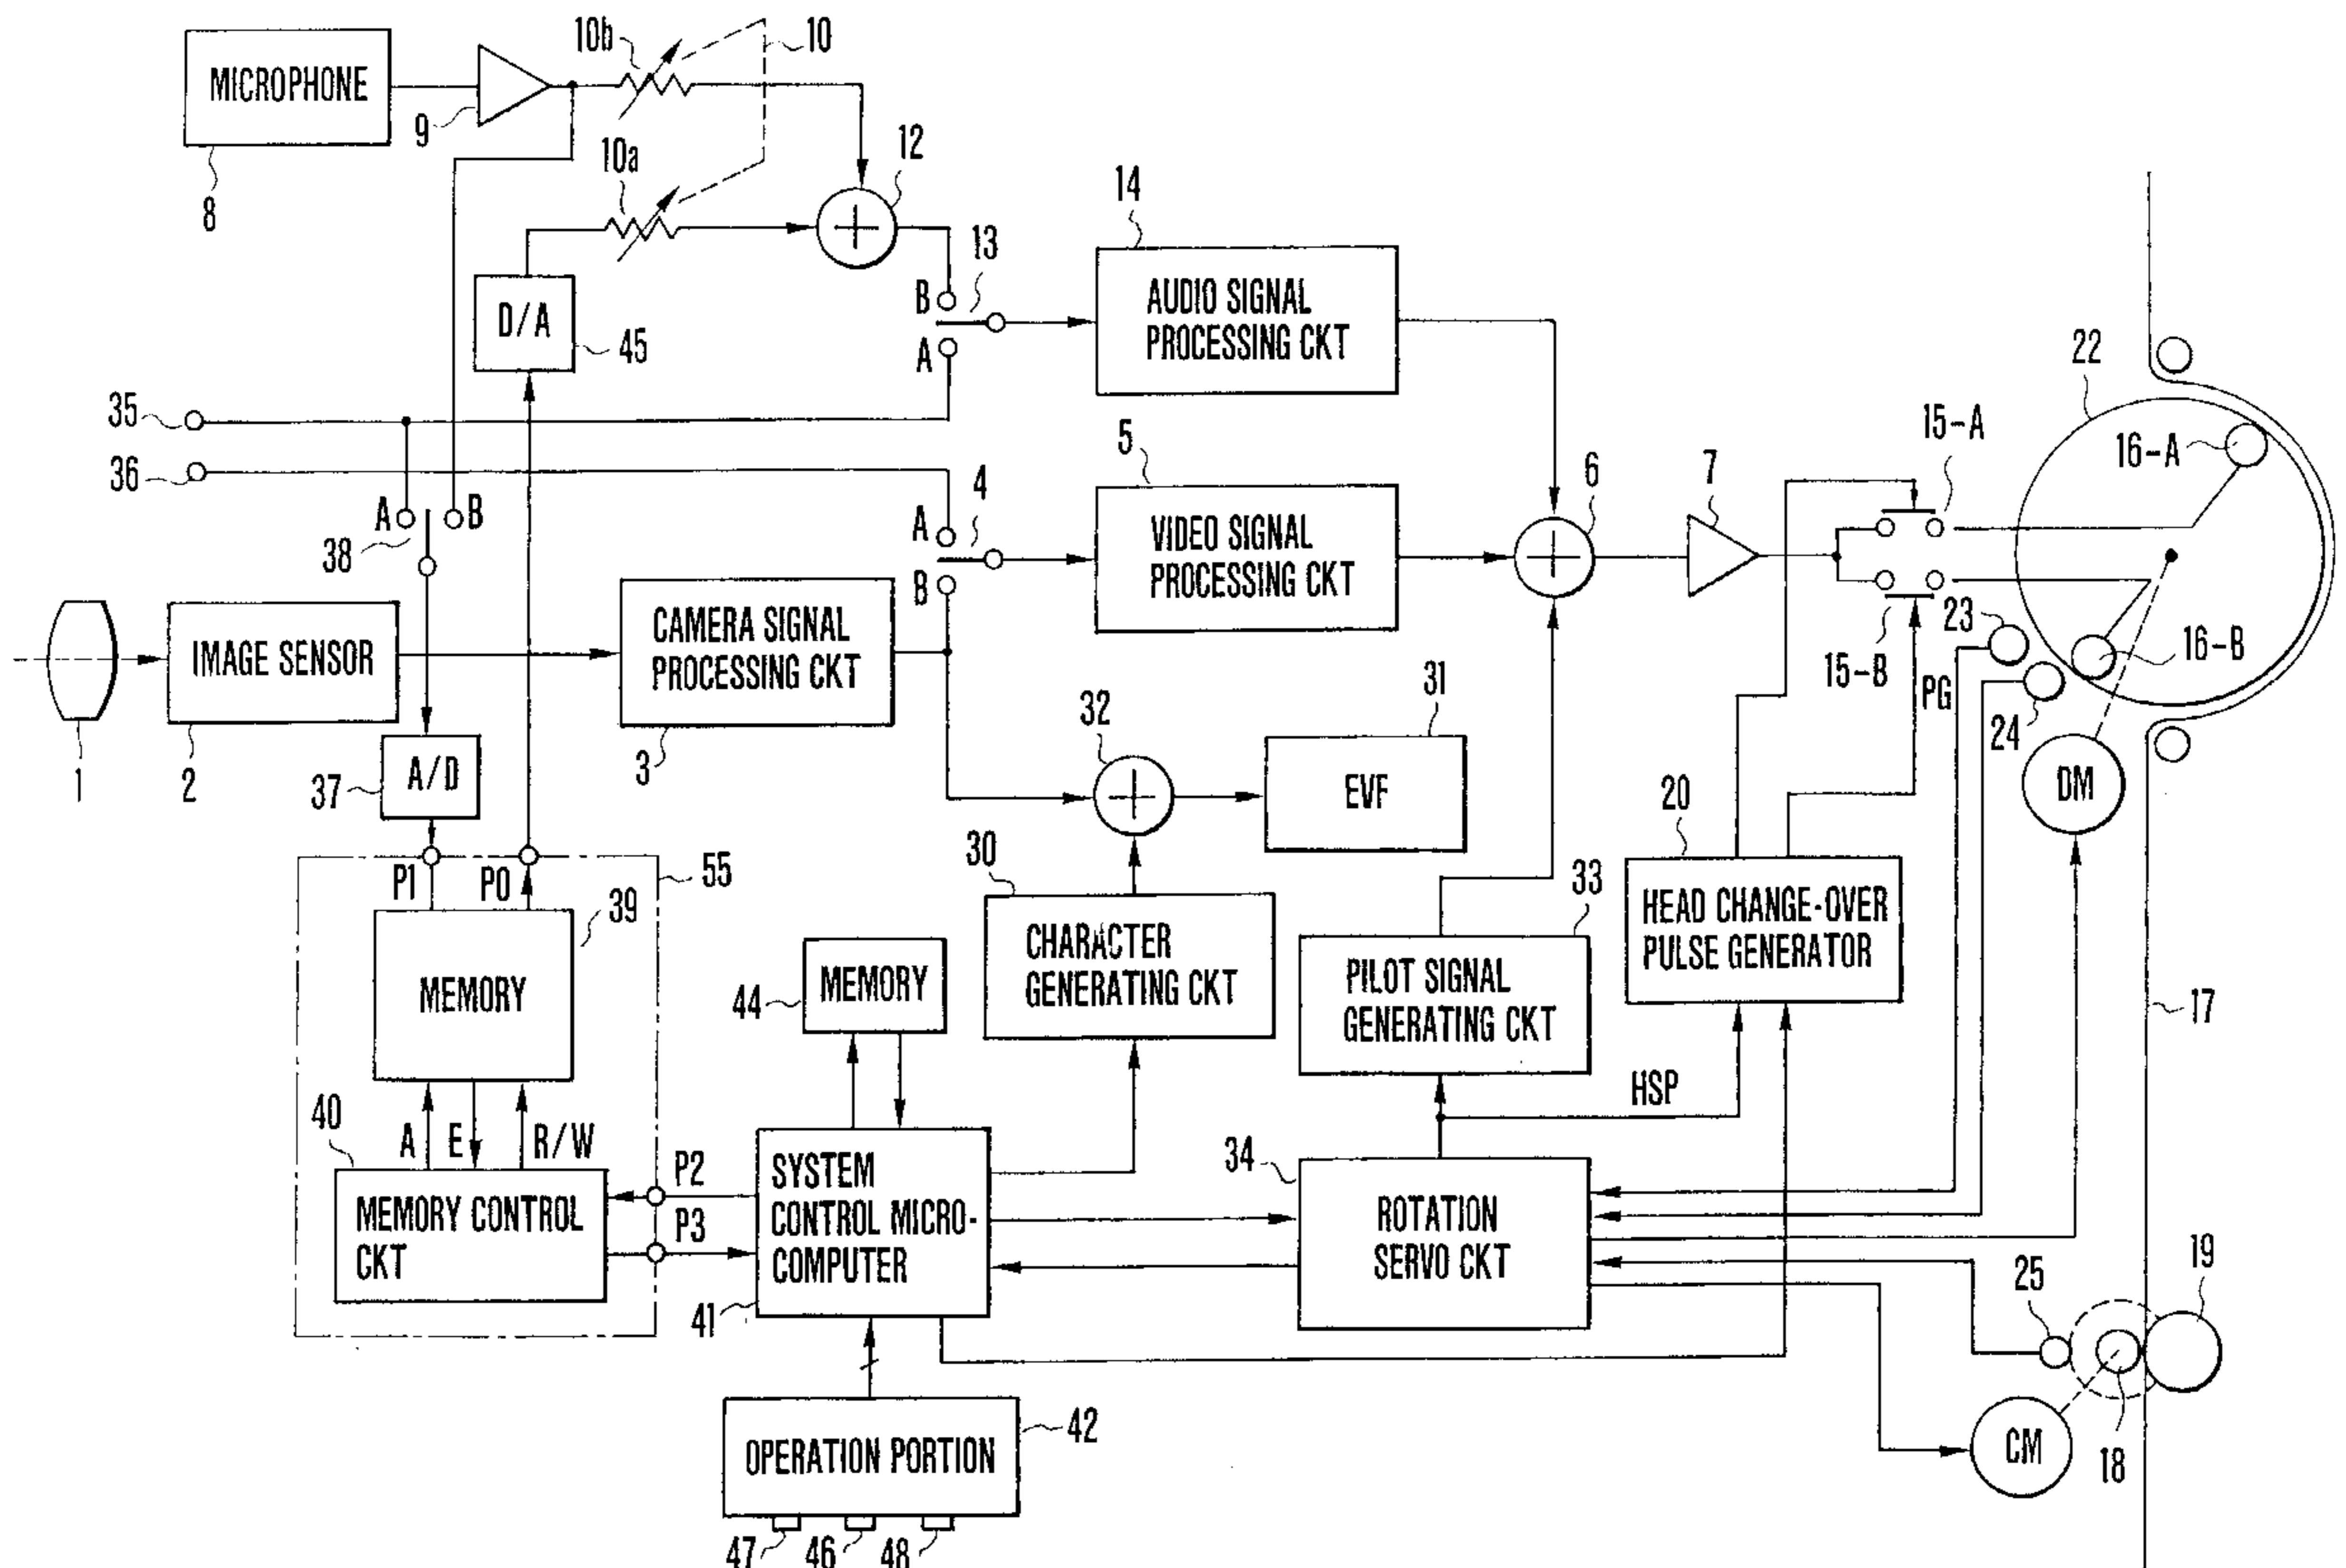 10b
10
MICROPHONE
9
8
10a
12
13
14
B
A
D/A
45
AUDIO SIGNAL
PROCESSING CKT
22
35
36
15-A
16-A
5
4
6
7
A
B
38
A
B
VIDEO SIGNAL
PROCESSING CKT
IMAGE SENSOR
CAMERA SIGNAL
PROCESSING CKT
23
15-B
16-B
PG
24
1
2
3
32
31
EVF
A/D
37
20
DM
P1
P0
55
30
33
39
MEMORY
44
MEMORY
CHARACTER
GENERATING CKT
PILOT SIGNAL
GENERATING CKT
HEAD CHANGE-OVER
PULSE GENERATOR
17
HSP
40
A
E
R/W
P2
P3
34
MEMORY CONTROL
CKT
SYSTEM
CONTROL MICRO-
COMPUTER
41
ROTATION
SERVO CKT
25
19
42
OPERATION PORTION
CM
18
47
46
48